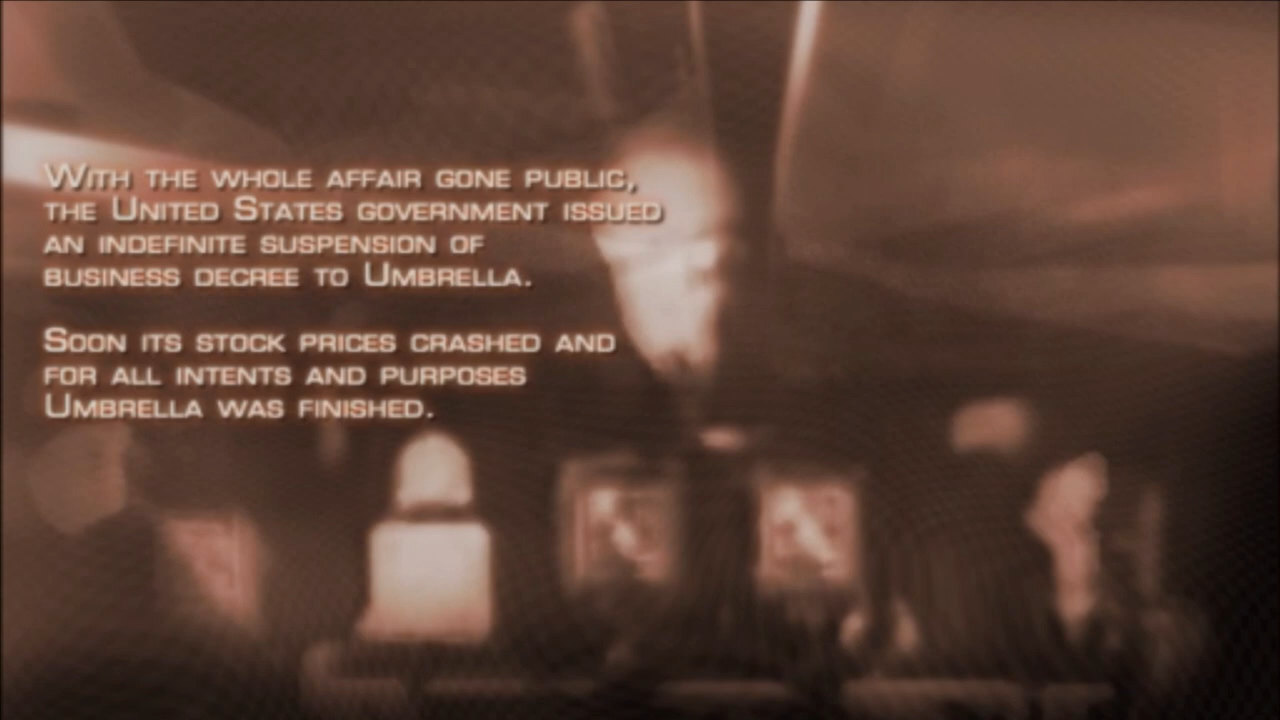 With the whole affair gone public,
the United States government issued
an indefinite suspension of
business decree to Umbrella.
Soon its stock prices crashed and
for all intents and purposes
Umbrella was finished.